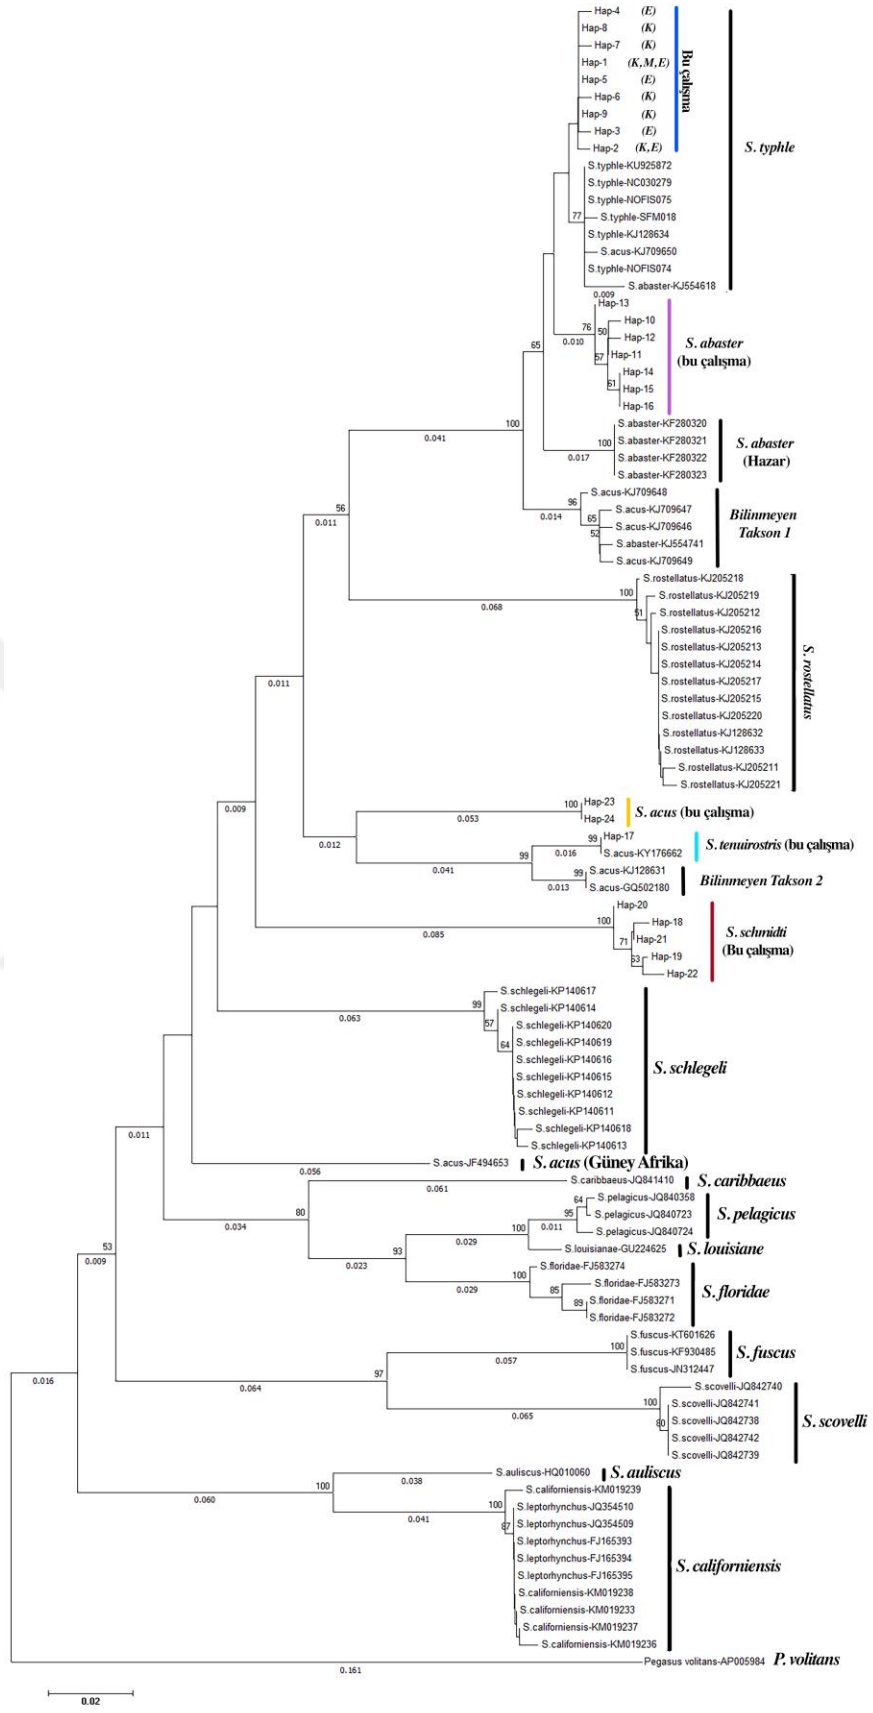 Hap-4 (E)
Hap-8 (K)
Hap-7 (K)
Hap-1 (K,M,E)
Hap-5 (E)
Hap-6 (K)
Hap-9 (K)
Hap-3 (E)
Hap-2 (K,E)
Bu çalışma
S. typhle
S.typhle-KU925872
S.typhle-NC030279
S.typhle-NOFIS075
77
S.typhle-SFM018
S.typhle-KJ128634
S.acus-KJ709650
S.typhle-NOFIS074
S.abaster-KJ554618
0.009
Hap-13
76
50
Hap-10
0.010
Hap-12
57
Hap-11
Hap-14
61
Hap-15
Hap-16
S. abaster
(bu çalışma)
65
S.abaster-KF280320
100
S.abaster-KF280321
0.017
S.abaster-KF280322
S.abaster-KF280323
S. abaster
(Hazar)
100
0.041
S.acus-KJ709648
96
S.acus-KJ709647
0.014
65
S.acus-KJ709646
52
S.abaster-KJ554741
S.acus-KJ709649
Bilinmeyen
Takson 1
56
0.011
S.rostellatus-KJ205218
100
S.rostellatus-KJ205219
0.068
51
S.rostellatus-KJ205212
S.rostellatus-KJ205216
S.rostellatus-KJ205213
S.rostellatus-KJ205214
S.rostellatus-KJ205217
S.rostellatus-KJ205215
S.rostellatus-KJ205220
S.rostellatus-KJ128632
S.rostellatus-KJ128633
S.rostellatus-KJ205211
S.rostellatus-KJ205221
S. rostellatus
0.011
100
Hap-23
0.053
Hap-24
S. acus (bu çalışma)
0.009
0.012
99
Hap-17
0.016
S.acus-KY176662
S. tenuirostris (bu çalışma)
99
0.041
99
S.acus-KJ128631
0.013
S.acus-GQ502180
Bilinmeyen Takson 2
Hap-20
100
Hap-18
0.085
71
Hap-21
63
Hap-19
Hap-22
S. schmidti
(Bu çalışma)
S.schlegeli-KP140617
99
S.schlegeli-KP140614
0.063
57
S.schlegeli-KP140620
64
S.schlegeli-KP140619
S.schlegeli-KP140616
S.schlegeli-KP140615
S.schlegeli-KP140612
S.schlegeli-KP140611
S.schlegeli-KP140618
S.schlegeli-KP140613
S. schlegeli
0.011
0.056
S.acus-JF494653
S. acus (Güney Afrika)
0.061
S.caribbaeus-JQ841410
S. caribbaeus
80
0.034
64
S.pelagicus-JQ840358
95
S.pelagicus-JQ840723
0.011
S.pelagicus-JQ840724
S. pelagicus
100
0.029
S.louisianae-GU224625
S. louisiane
93
0.023
S.floridae-FJ583274
100
S.floridae-FJ583273
0.029
85
S.floridae-FJ583271
89
S.floridae-FJ583272
S. floridae
53
0.009
S.fuscus-KT601626
100
S.fuscus-KF930485
0.057
S.fuscus-JN312447
S. fuscus
97
0.064
S.scovelli-JQ842740
100
S.scovelli-JQ842741
0.065
80
S.scovelli-JQ842738
S.scovelli-JQ842742
S.scovelli-JQ842739
S. scovelli
0.016
S.auliscus-HQ010060
0.038
S. auliscus
100
0.060
S.californiensis-KM019239
100
S.leptorhynchus-JQ354510
0.041
87
S.leptorhynchus-JQ354509
S.leptorhynchus-FJ165393
S.leptorhynchus-FJ165394
S.leptorhynchus-FJ165395
S.californiensis-KM019238
S.californiensis-KM019233
S.californiensis-KM019237
S.californiensis-KM019236
S. californiensis
0.161
Pegasus volitans-AP005984
P. volitans
0.02